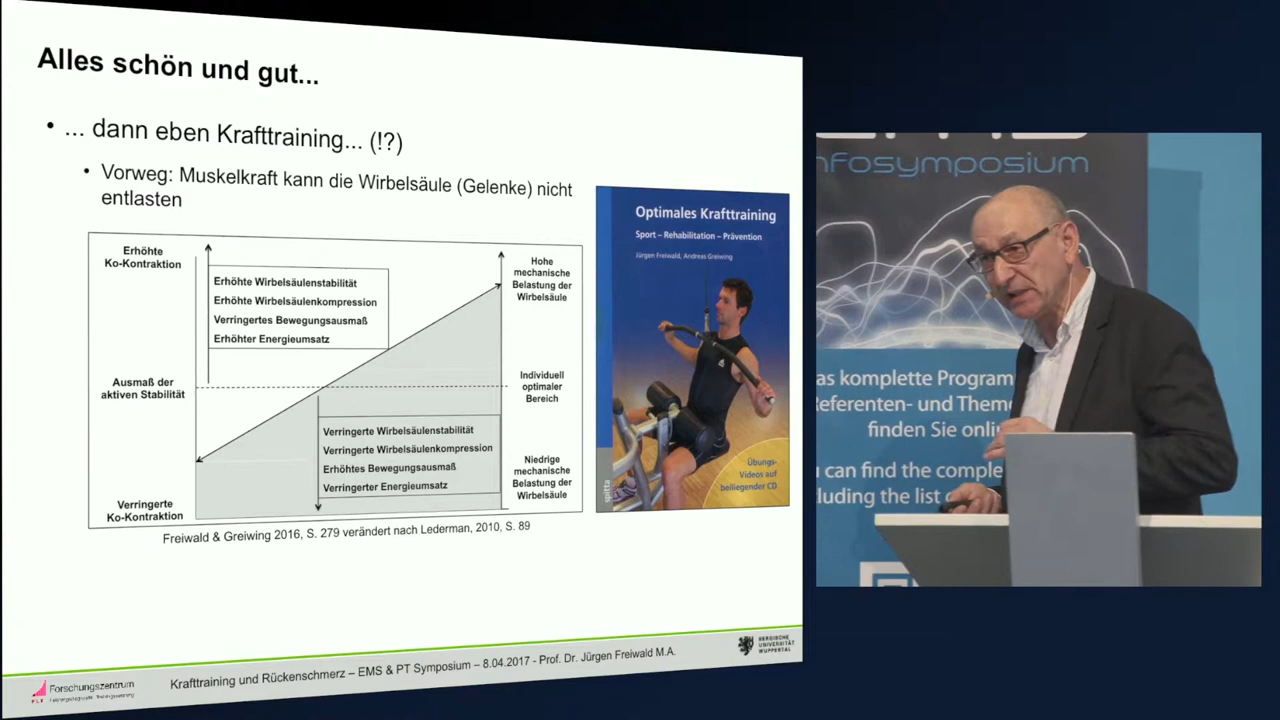 Alles schön und gut...
• ... dann eben Krafttraining... (!?)
• Vorweg: Muskelkraft kann die Wirbelsäule (Gelenke) nicht
entlasten
Erhöhte
Ko-Kontraktion
Erhöhte Wirbelsäulenstabilität
Erhöhte Wirbelsäulenkompression
Verringertes Bewegungsausmaß
Erhöhter Energieumsatz
Hohe
mechanische
Belastung der
Wirbelsäule
Ausmaß der
aktiven Stabilität
Individuell
optimaler
Bereich
Verringerte Wirbelsäulenstabilität
Verringerte Wirbelsäulenkompression
Erhöhtes Bewegungsausmaß
Verringerter Energieumsatz
Niedrige
mechanische
Belastung der
Wirbelsäule
Verringerte
Ko-Kontraktion
Freiwald & Greiwing 2016, S. 279 verändert nach Lederman, 2010, S. 89
Optimales Krafttraining
Sport – Rehabilitation – Prävention
Jürgen Freiwald, Andreas Greiwing
Übungs-
Videos auf
beiliegender CD
spitta
Forschungszentrum
Krafttraining und Rückenschmerz – EMS & PT Symposium – 8.04.2017 - Prof. Dr. Jürgen Freiwald M.A.
BERGISCHE
UNIVERSITÄT
WUPPERTAL
nfosymposium
as komplette Program
Referenten- und Theme
finden Sie onli
can find the comple
cluding the list o